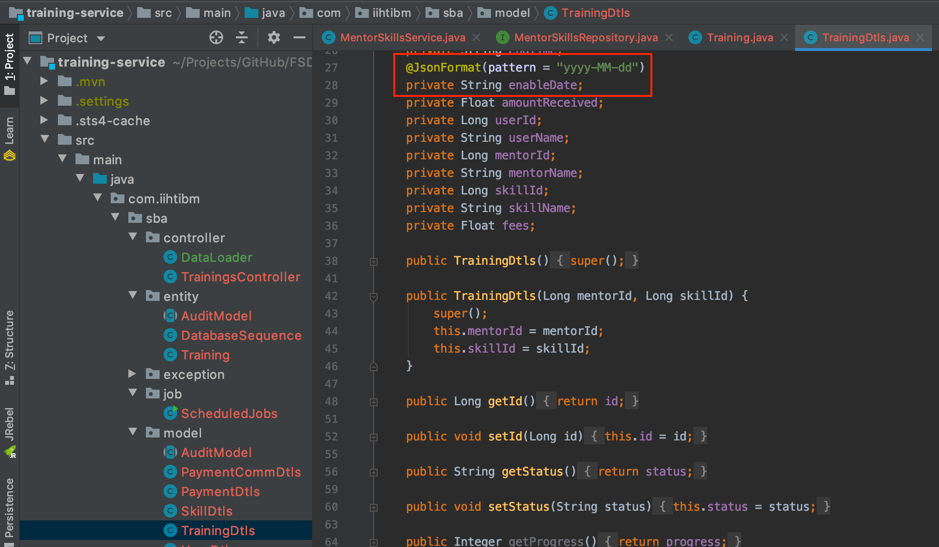 training-service › src › main › java › com › iihtibm › sba › model › TrainingDtls
Project
MentorSkillsService.java × MentorSkillsRepository.java × Training.java × TrainingDtls.java ×
1: Project
Learn
Z: Structure
JRebel
Persistence
training-service ~/Projects/GitHub/FSD
.mvn
.settings
.sts4-cache
src
main
java
com.iihtibm
sba
controller
DataLoader
TrainingsController
entity
AuditModel
DatabaseSequence
Training
exception
job
ScheduledJobs
model
AuditModel
PaymentCommDtls
PaymentDtls
SkillDtls
TrainingDtls
27 @JsonFormat(pattern = "yyyy-MM-dd")
28 private String enableDate;
29 private Float amountReceived;
30 private Long userId;
31 private String userName;
32 private Long mentorId;
33 private String mentorName;
34 private Long skillId;
35 private String skillName;
36 private Float fees;
37
38 public TrainingDtls() { super(); }
41
42 public TrainingDtls(Long mentorId, Long skillId) {
43 super();
44 this.mentorId = mentorId;
45 this.skillId = skillId;
46 }
47
48 public Long getId() { return id; }
51
52 public void setId(Long id) { this.id = id; }
55
56 public String getStatus() { return status; }
59
60 public void setStatus(String status) { this.status = status; }
63
64 public Integer getProgress() { return progress; }